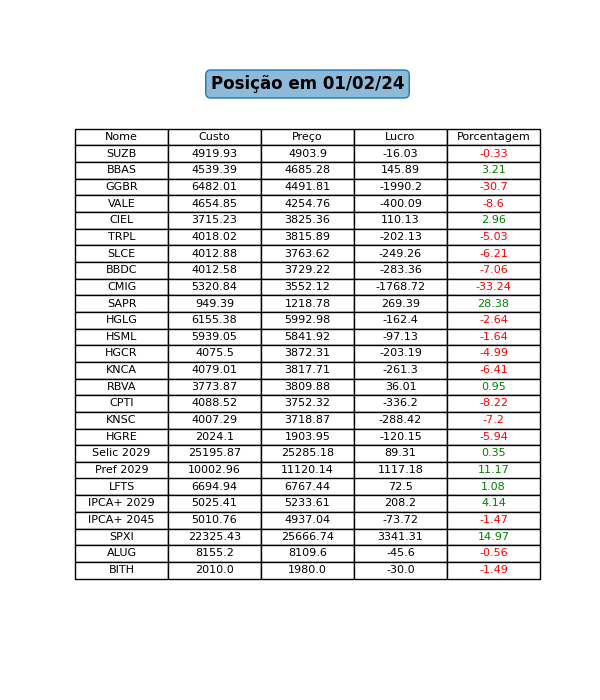 Posição em 01/02/24
Nome Custo Preço Lucro Porcentagem
SUZB 4919.93 4903.9 -16.03 -0.33
BBAS 4539.39 4685.28 145.89 3.21
GGBR 6482.01 4491.81 -1990.2 -30.7
VALE 4654.85 4254.76 -400.09 -8.6
CIEL 3715.23 3825.36 110.13 2.96
TRPL 4018.02 3815.89 -202.13 -5.03
SLCE 4012.88 3763.62 -249.26 -6.21
BBDC 4012.58 3729.22 -283.36 -7.06
CMIG 5320.84 3552.12 -1768.72 -33.24
SAPR 949.39 1218.78 269.39 28.38
HGLG 6155.38 5992.98 -162.4 -2.64
HSML 5939.05 5841.92 -97.13 -1.64
HGCR 4075.5 3872.31 -203.19 -4.99
KNCA 4079.01 3817.71 -261.3 -6.41
RBVA 3773.87 3809.88 36.01 0.95
CPTI 4088.52 3752.32 -336.2 -8.22
KNSC 4007.29 3718.87 -288.42 -7.2
HGRE 2024.1 1903.95 -120.15 -5.94
Selic 2029 25195.87 25285.18 89.31 0.35
Pref 2029 10002.96 11120.14 1117.18 11.17
LFTS 6694.94 6767.44 72.5 1.08
IPCA+ 2029 5025.41 5233.61 208.2 4.14
IPCA+ 2045 5010.76 4937.04 -73.72 -1.47
SPXI 22325.43 25666.74 3341.31 14.97
ALUG 8155.2 8109.6 -45.6 -0.56
BITH 2010.0 1980.0 -30.0 -1.49